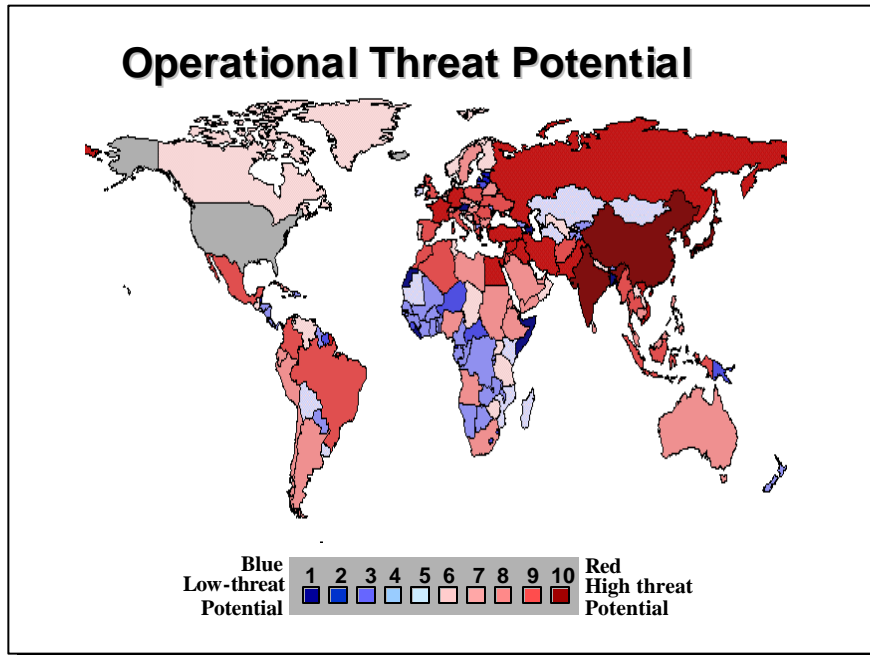 Operational Threat Potential
Blue
Low-threat
Potential
1 2 3 4 5 6 7 8 9 10
Red
High threat
Potential